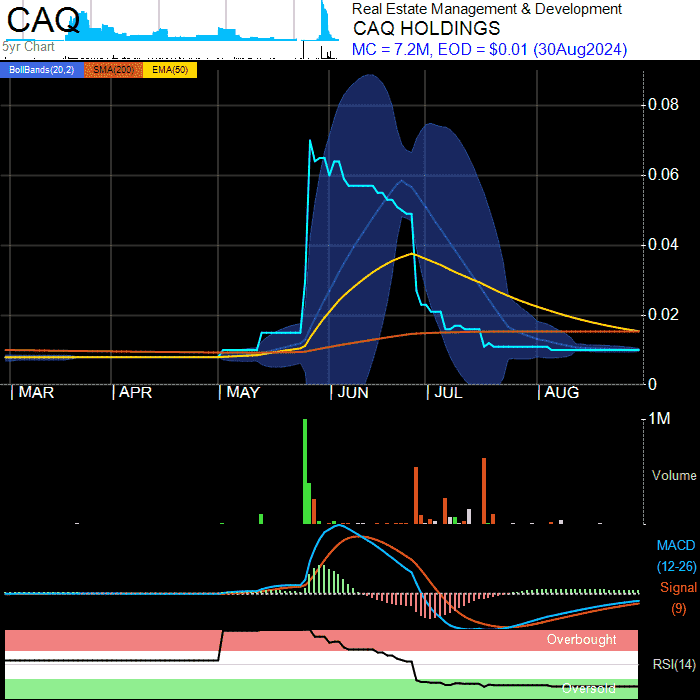 CAQ
5yr Chart
Real Estate Management & Development
CAQ HOLDINGS
MC = 7.2M, EOD = $0.01 (30Aug2024)
BollBands(20,2) SMA(200) EMA(50)
0.08
0.06
0.04
0.02
0
MAR APR MAY JUN JUL AUG
1M
Volume
MACD
(12-26)
Signal
(9)
Overbought
RSI(14)
Oversold